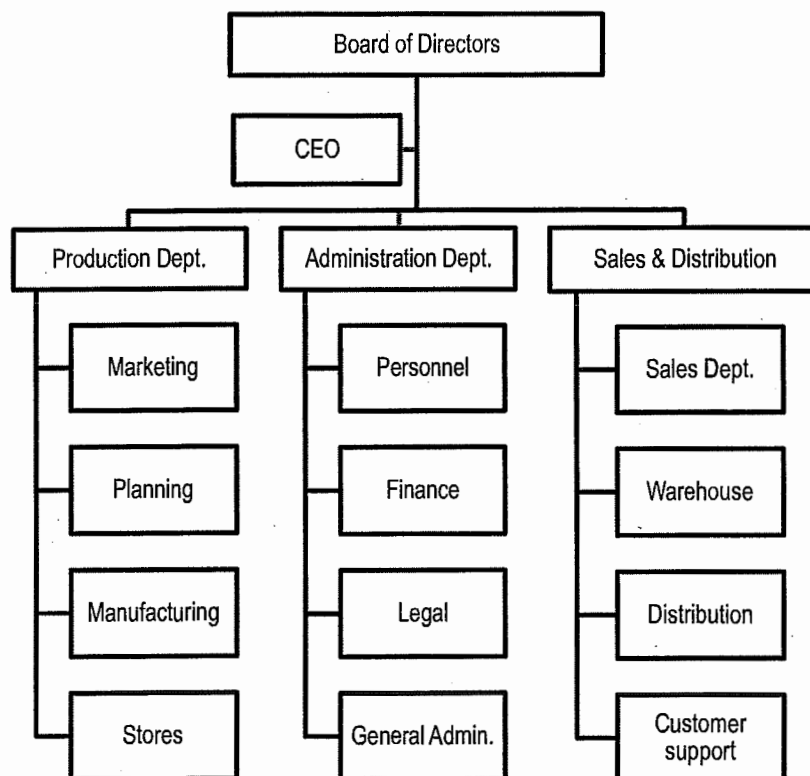 Board of Directors
CEO
Production Dept.
Administration Dept.
Sales & Distribution
Marketing
Personnel
Sales Dept.
Planning
Finance
Warehouse
Manufacturing
Legal
Distribution
Stores
General Admin.
Customer
support